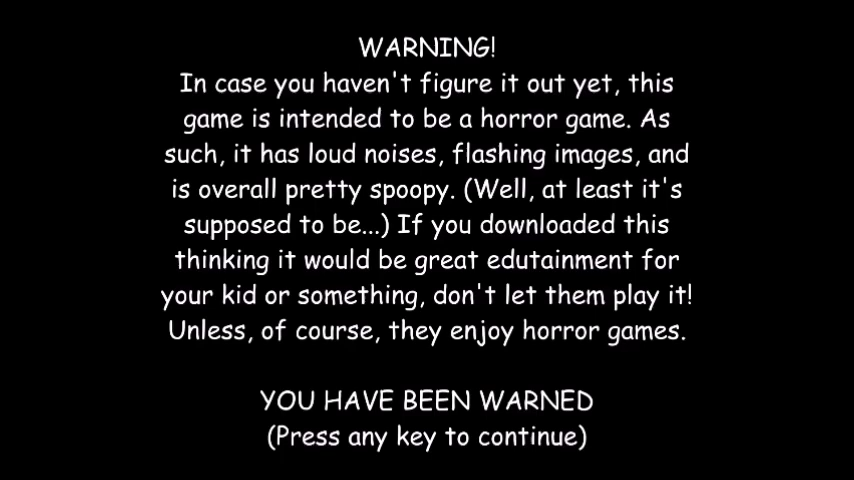 WARNING!
In case you haven't figure it out yet, this
game is intended to be a horror game. As
such, it has loud noises, flashing images, and
is overall pretty spoopy. (Well, at least it's
supposed to be...) If you downloaded this
thinking it would be great edutainment for
your kid or something, don't let them play it!
Unless, of course, they enjoy horror games.
YOU HAVE BEEN WARNED
(Press any key to continue)